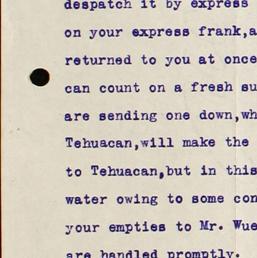 despatch it by express
on your express frank,a
returned to you at once
can count on a fresh su
are sending one down,wh
Tehuacan,will make the
to Tehuacan,but in this
water owing to some con
your empties to Mr. Wue
are handled promptly.